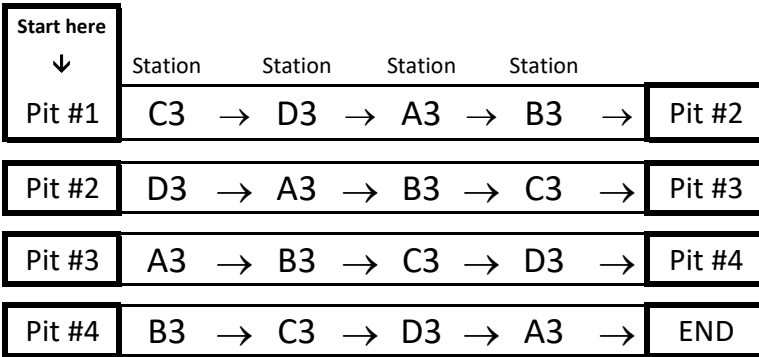 Start here
↓
Station Station Station Station
Pit #1 C3 → D3 → A3 → B3 → Pit #2
Pit #2 D3 → A3 → B3 → C3 → Pit #3
Pit #3 A3 → B3 → C3 → D3 → Pit #4
Pit #4 B3 → C3 → D3 → A3 → END